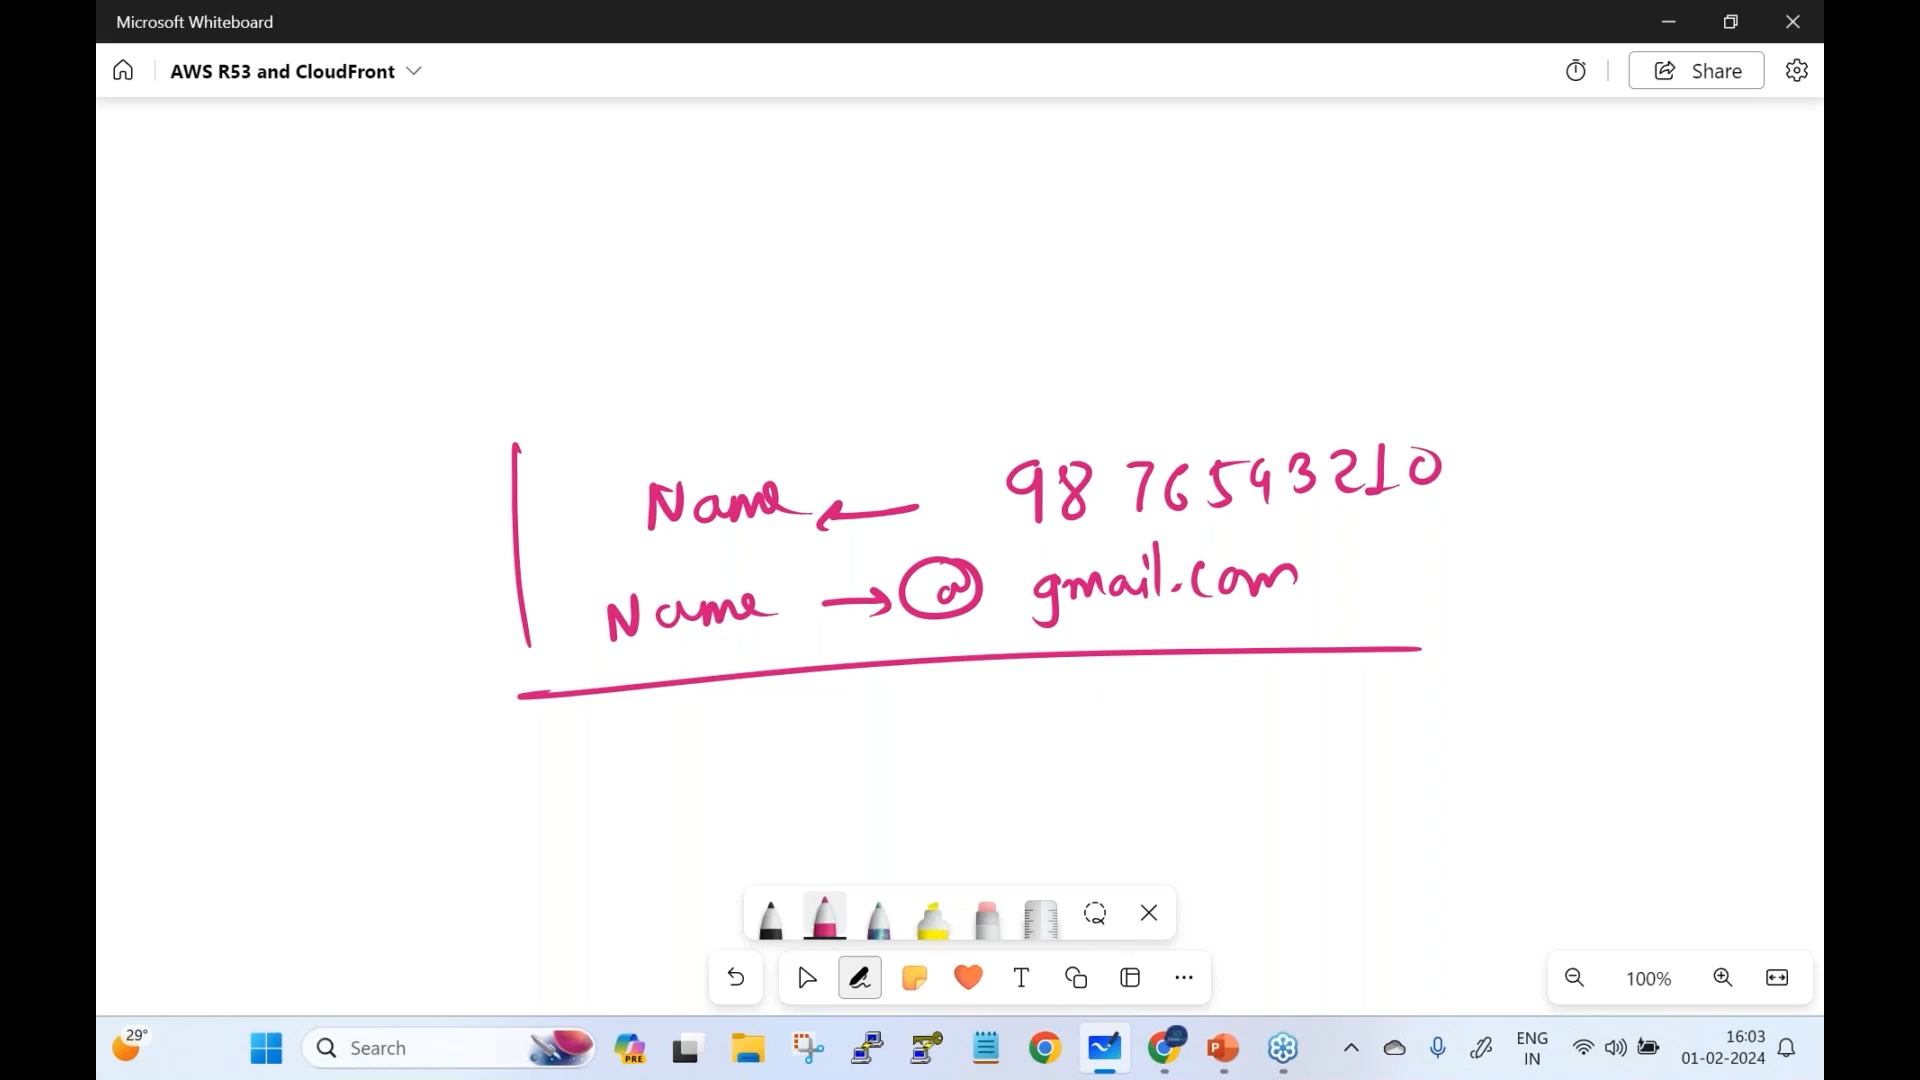 Microsoft Whiteboard
AWS R53 and CloudFront
Share
Name ← 9876543210
Name → @ gmail.com
100%
29°
Search
PRE
ENG
IN
16:03
01-02-2024